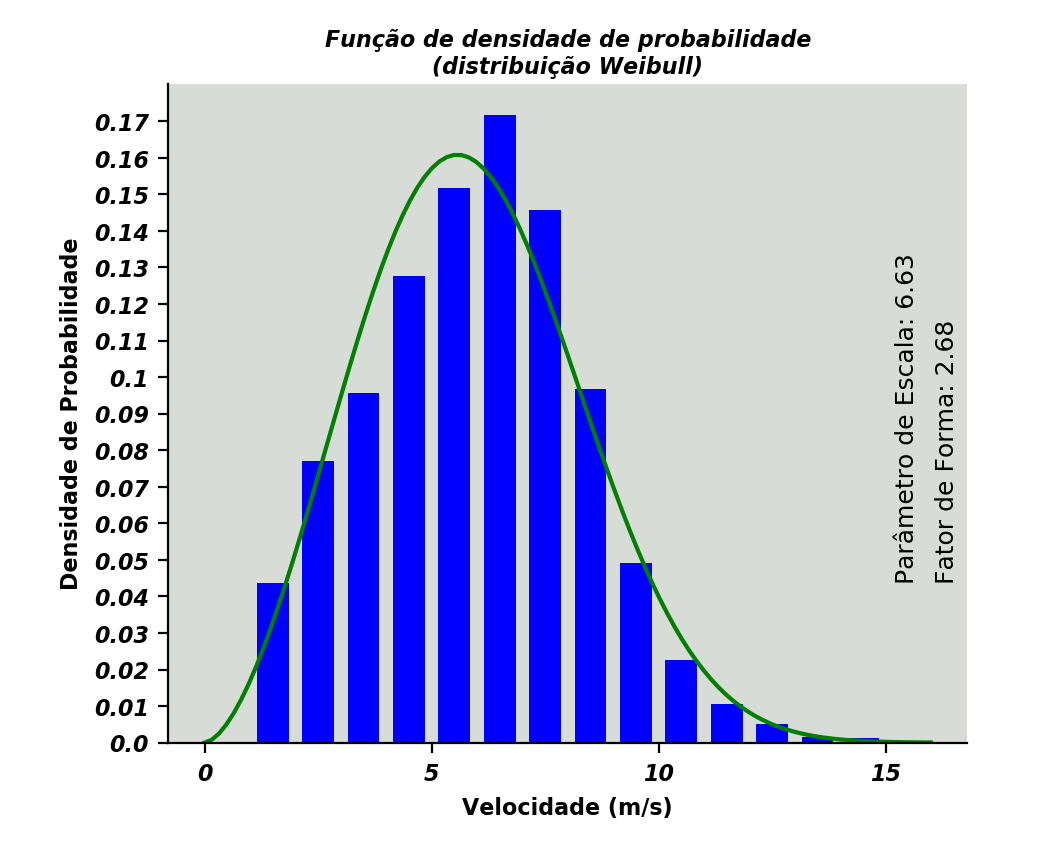 Função de densidade de probabilidade
(distribuição Weibull)
Densidade de Probabilidade
0.17
0.16
0.15
0.14
0.13
0.12
0.11
0.1
0.09
0.08
0.07
0.06
0.05
0.04
0.03
0.02
0.01
0.0
Parâmetro de Escala: 6.63
Fator de Forma: 2.68
0 5 10 15
Velocidade (m/s)